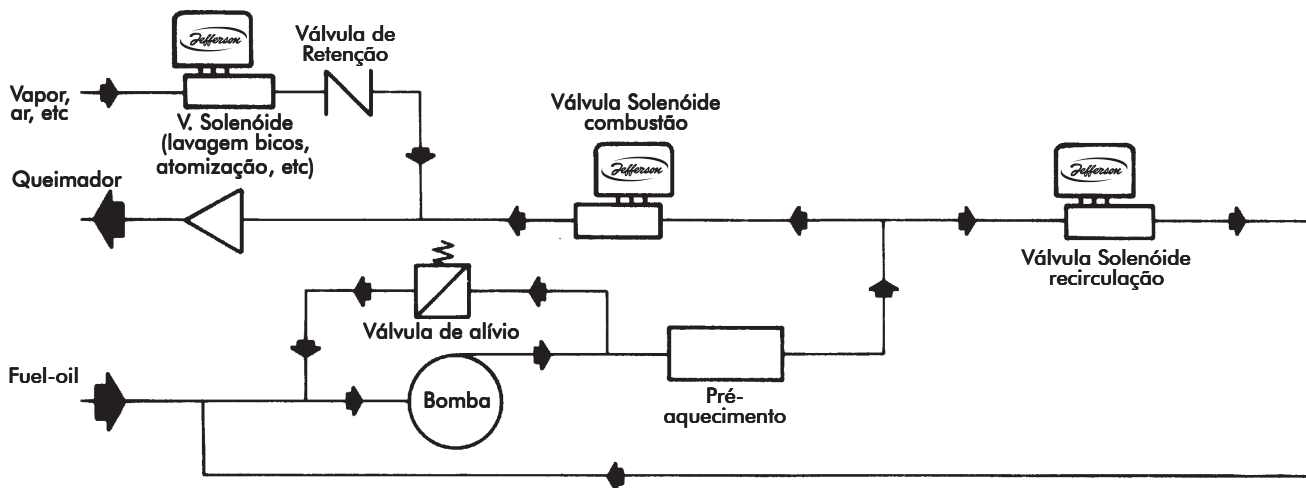 Jefferson
Válvula de
Retenção
Vapor,
ar, etc
V. Solenóide
(lavagem bicos,
atomização, etc)
Válvula Solenóide
combustão
Jefferson
Jefferson
Queimador
Válvula Solenóide
recirculação
Válvula de alívio
Fuel-oil
Bomba
Pré-
aquecimento